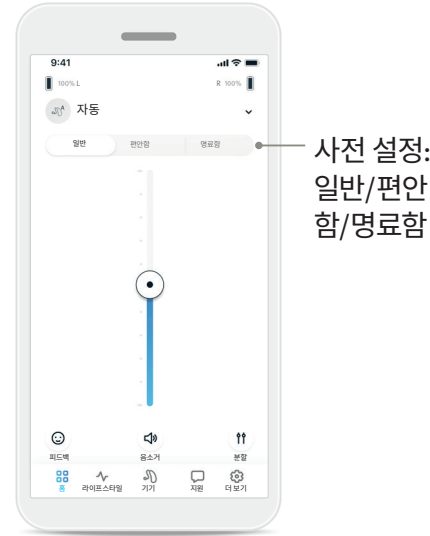 9:41
100% L
R 100%
자동
일반 편안함 명료함
사전 설정:
일반/편안
함/명료함
피드백 음소거 분할
홈 라이프스타일 기기 지원 더 보기